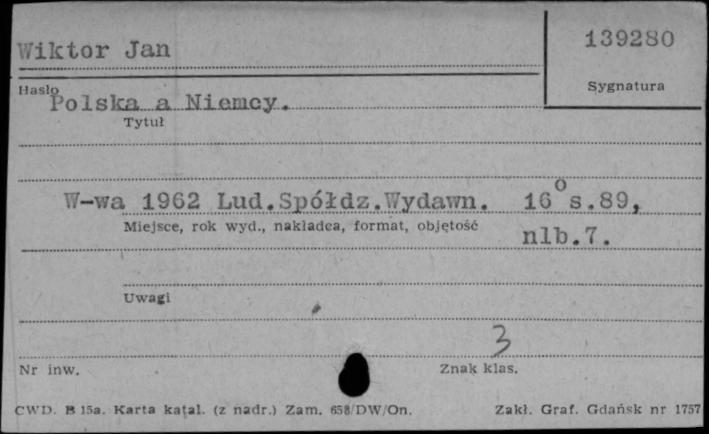 Wiktor Jan
139280
Hasło
Sygnatura
Polska a Niemcy.
Tytuł
W-wa 1962 Lud.Spółdz.Wydawn. 16° s.89,
Miejsce, rok wyd., nakładca, format, objętość
nlb.7.
Uwagi
3
Nr inw.
Znak klas.
CWD. B 15a. Karta katal. (z nadr.) Zam. 658/DW/On.
Zakł. Graf. Gdańsk nr 1757